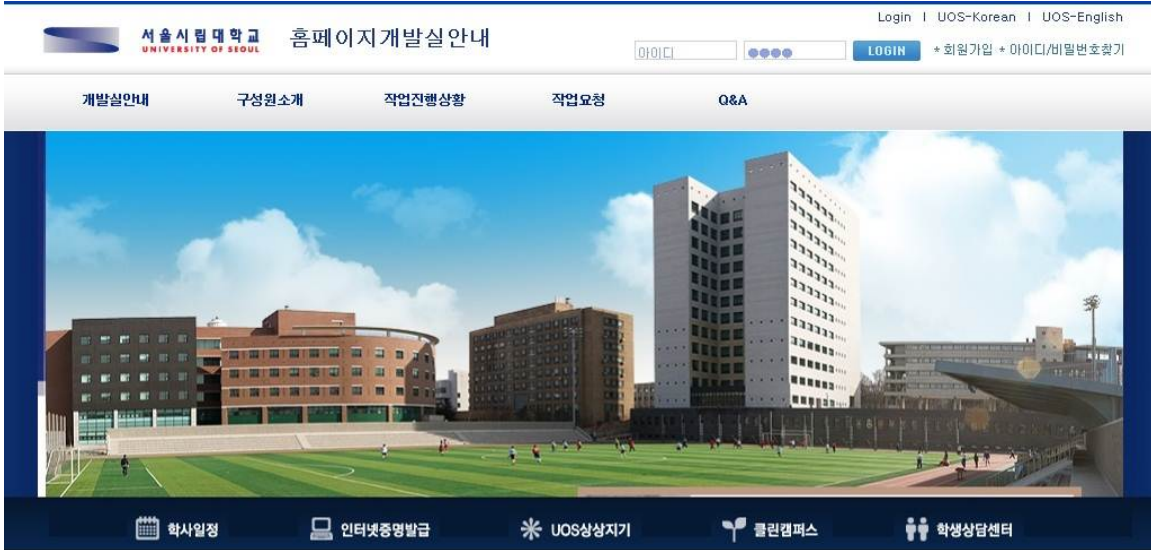 Login | UOS-Korean | UOS-English
서울시립대학교
UNIVERSITY OF SEOUL
홈페이지개발실안내
아이디
LOGIN
* 회원가입 * 아이디/비밀번호찾기
개발실안내 구성원소개 작업진행상황 작업요청 Q&A
학사일정 인터넷증명발급 UOS상상지기 클린캠퍼스 학생상담센터